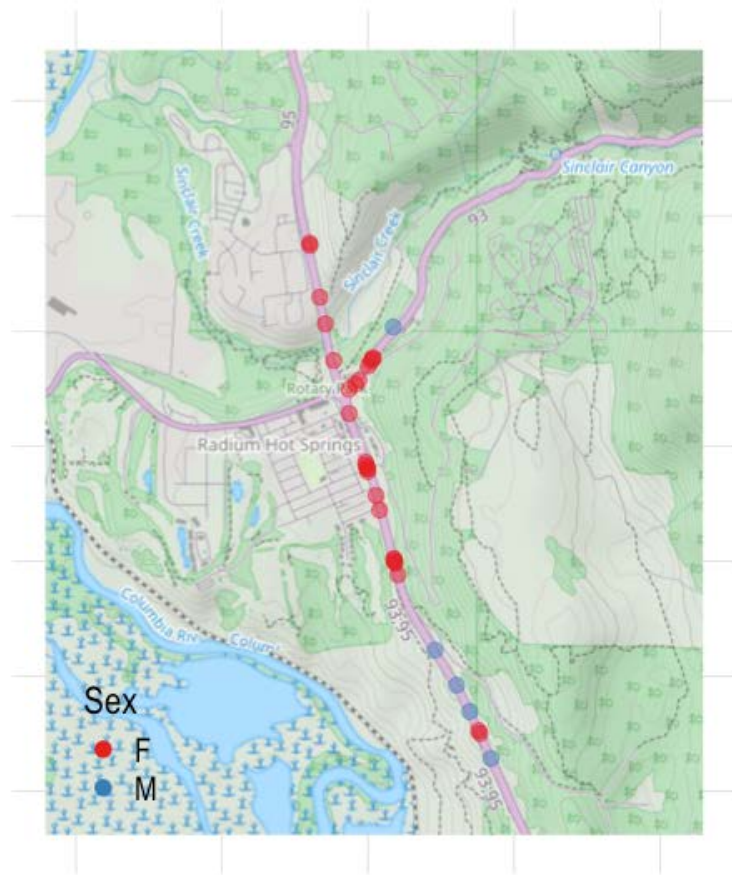 95
Sinclair Canyon
Sinclair Creek
93
Sinclair Creek
Rotary
Radium Hot Springs
93;95
Columbia Riv
Columb
Sex
F
M
93;95